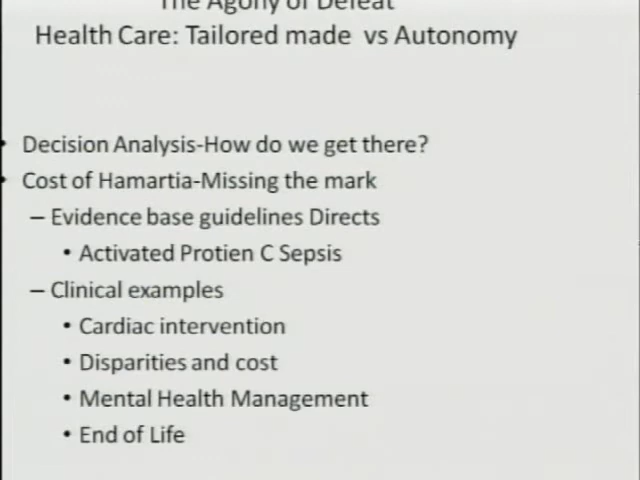 The Agony of Defeat
Health Care: Tailored made vs Autonomy
• Decision Analysis-How do we get there?
• Cost of Hamartia-Missing the mark
– Evidence base guidelines Directs
• Activated Protien C Sepsis
– Clinical examples
• Cardiac intervention
• Disparities and cost
• Mental Health Management
• End of Life